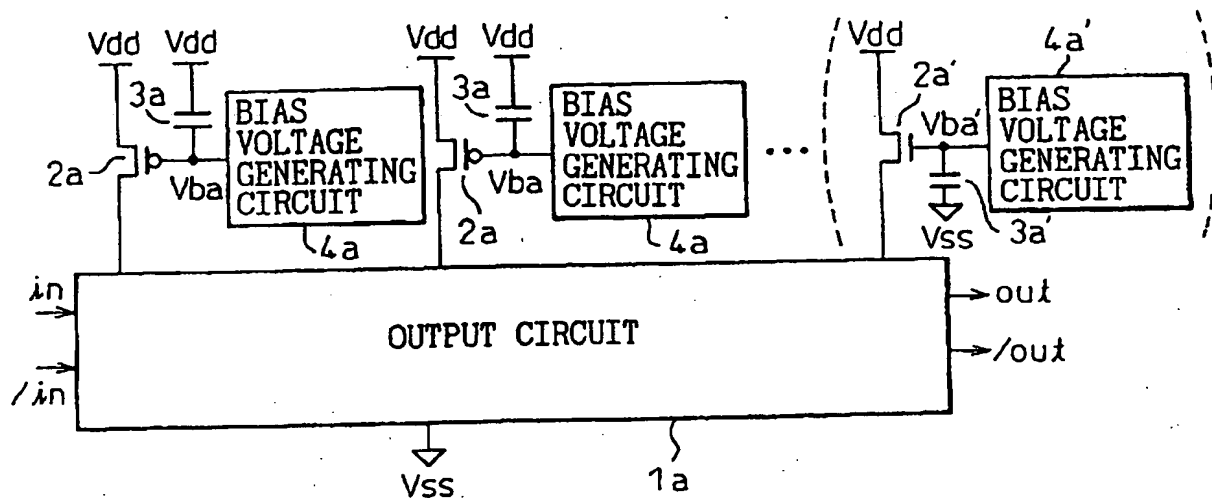 Vdd Vdd
3a
2a
Vba
BIAS
VOLTAGE
GENERATING
CIRCUIT
4a
Vdd Vdd
3a
2a
Vba
BIAS
VOLTAGE
GENERATING
CIRCUIT
4a
...
Vdd
2a'
Vba'
Vss
3a'
4a'
BIAS
VOLTAGE
GENERATING
CIRCUIT
in
/in
OUTPUT CIRCUIT
out
/out
Vss
1a